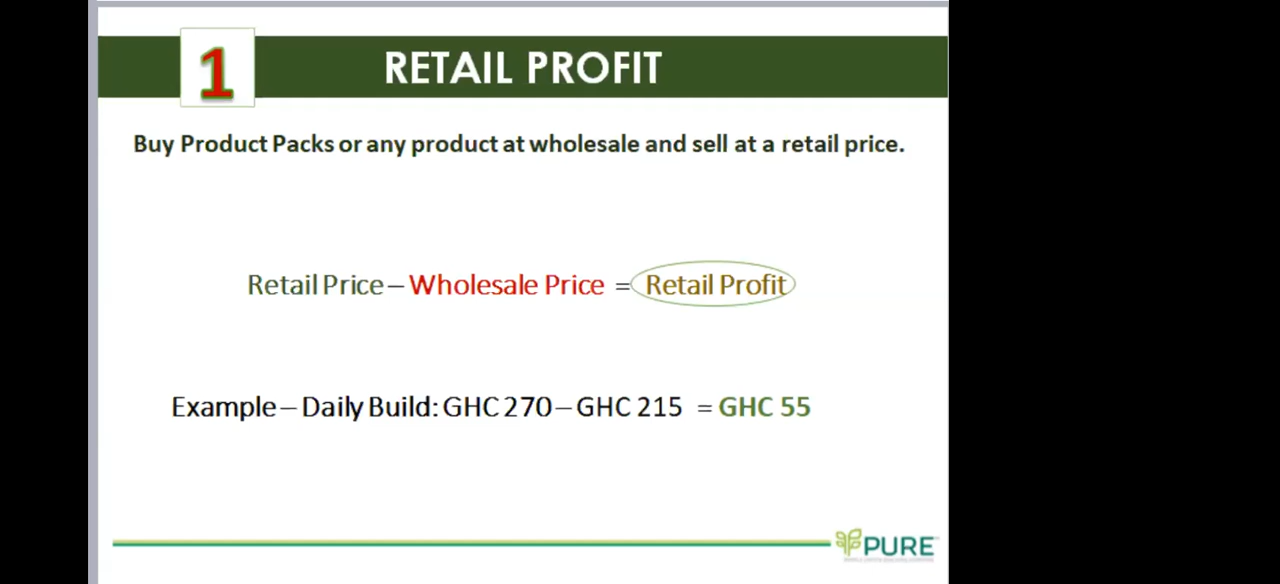 1
RETAIL PROFIT
Buy Product Packs or any product at wholesale and sell at a retail price.
Retail Price – Wholesale Price = Retail Profit
Example – Daily Build: GHC 270 – GHC 215 = GHC 55
PURE